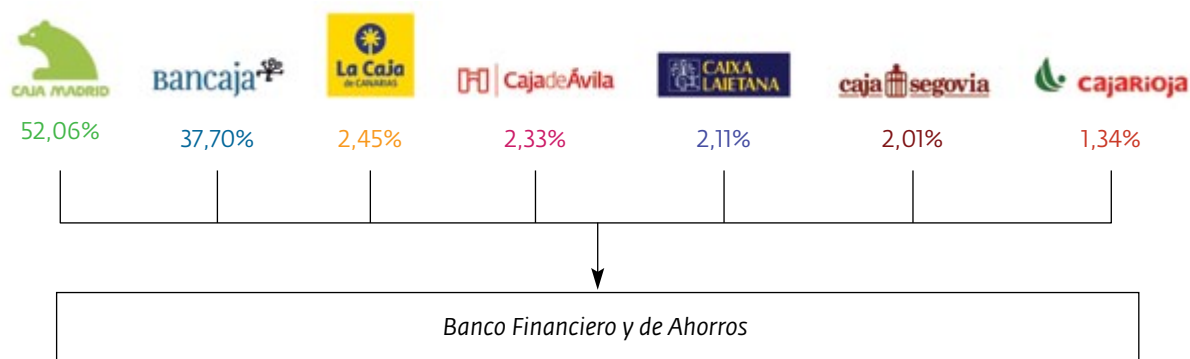 CAJA MADRID
Bancaja
La Caja
de CANARIAS
CajadeÁvila
CAIXA
LAIETANA
caja segovia
cajaRioja
52,06%
37,70%
2,45%
2,33%
2,11%
2,01%
1,34%
Banco Financiero y de Ahorros